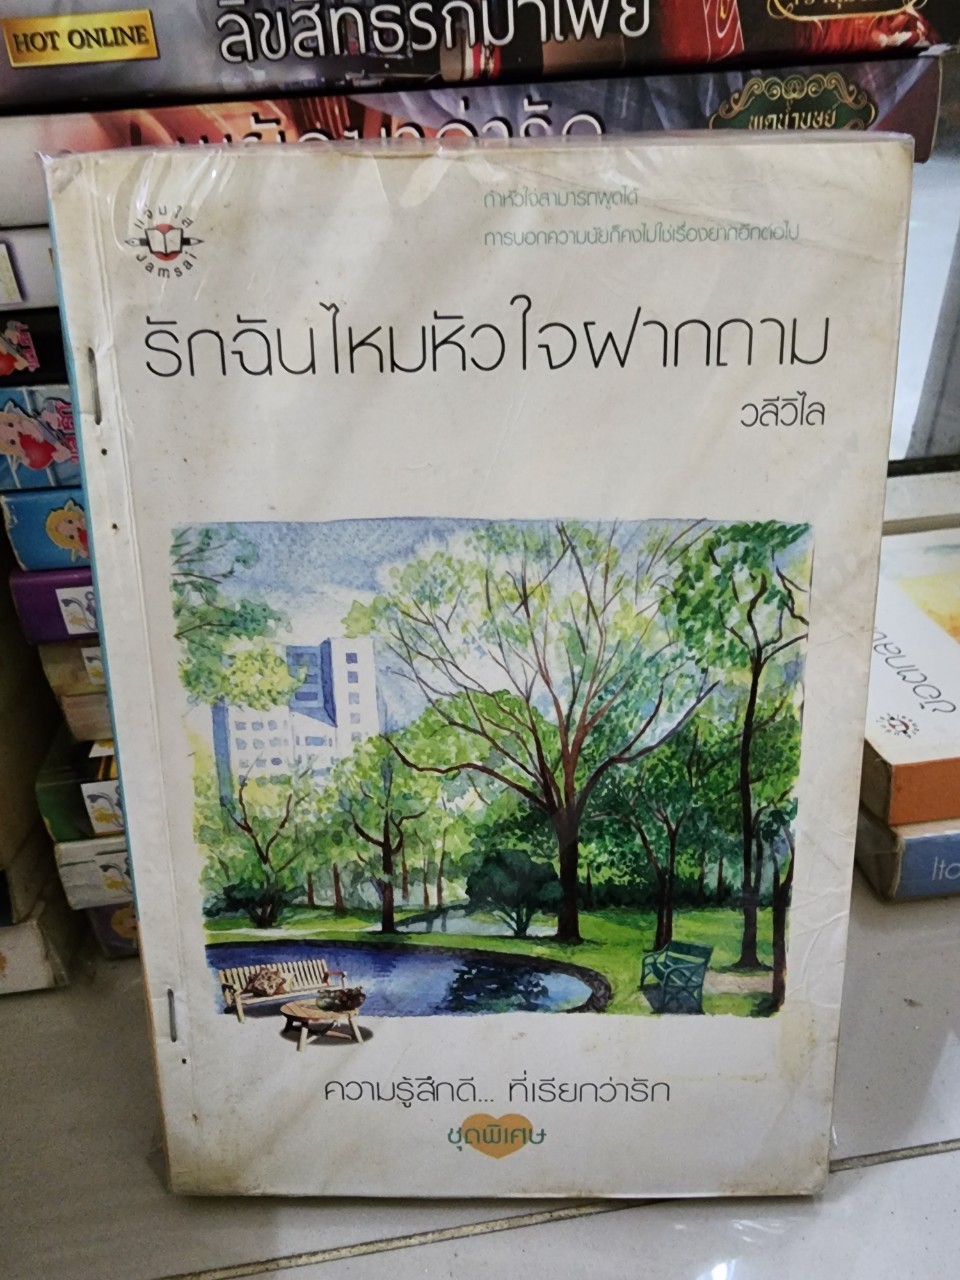 HOT ONLINE
ลิขสิทธิ์รักมาเฟีย
แจ่มใส
Jamsai
ถ้าหัวใจสามารถพูดได้
การบอกความนัยก็คงไม่ใช่เรื่องยากอีกต่อไป
รักฉันไหมหัวใจฝากถาม
วลีวิไล
ความรู้สึกดี... ที่เรียกว่ารัก
ชุดพิเศษ